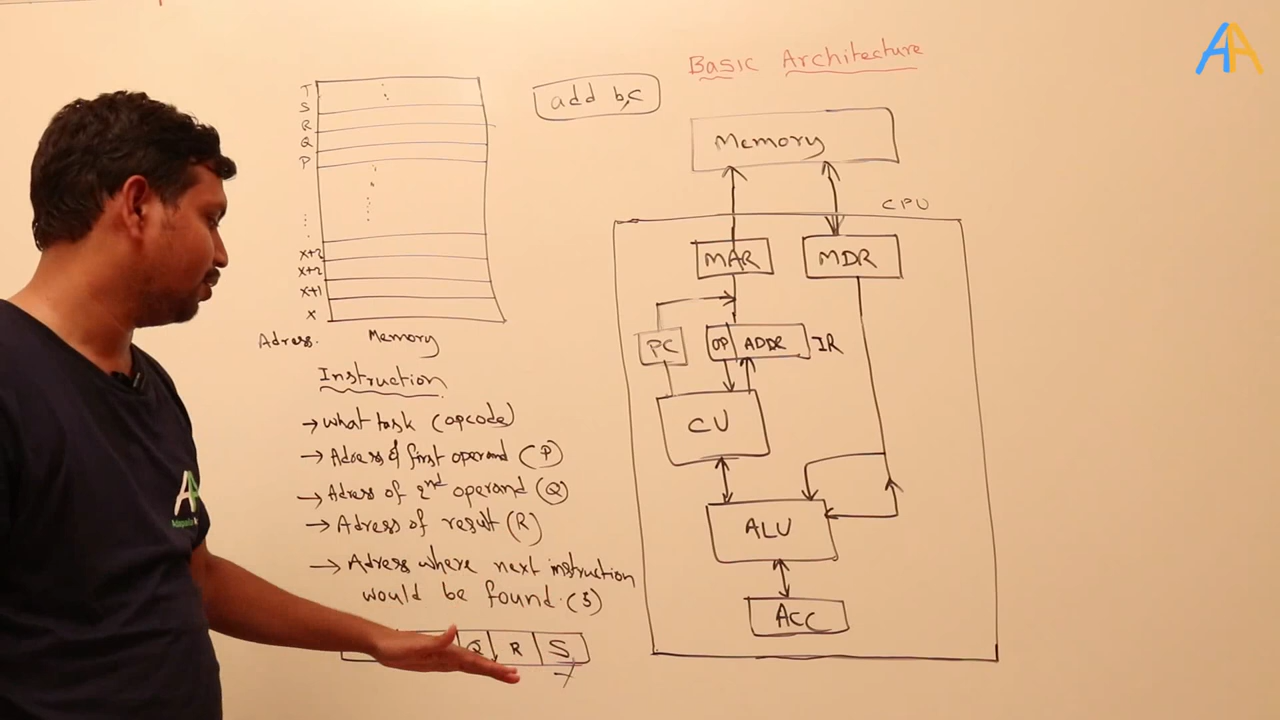 Basic Architecture
AA
T
S
R
Q
P
x+2
x+2
x+1
x
Adress.
Memory
add b,c
Instruction
→ What task (opcode)
→ Adress of first operand (P)
→ Adress of 2nd operand (Q)
→ Adress of result (R)
→ Adress where next instruction
would be found. (S)
Q R S
Memory
CPU
MAR
MDR
PC
OP ADDR IR
CU
ALU
ACC